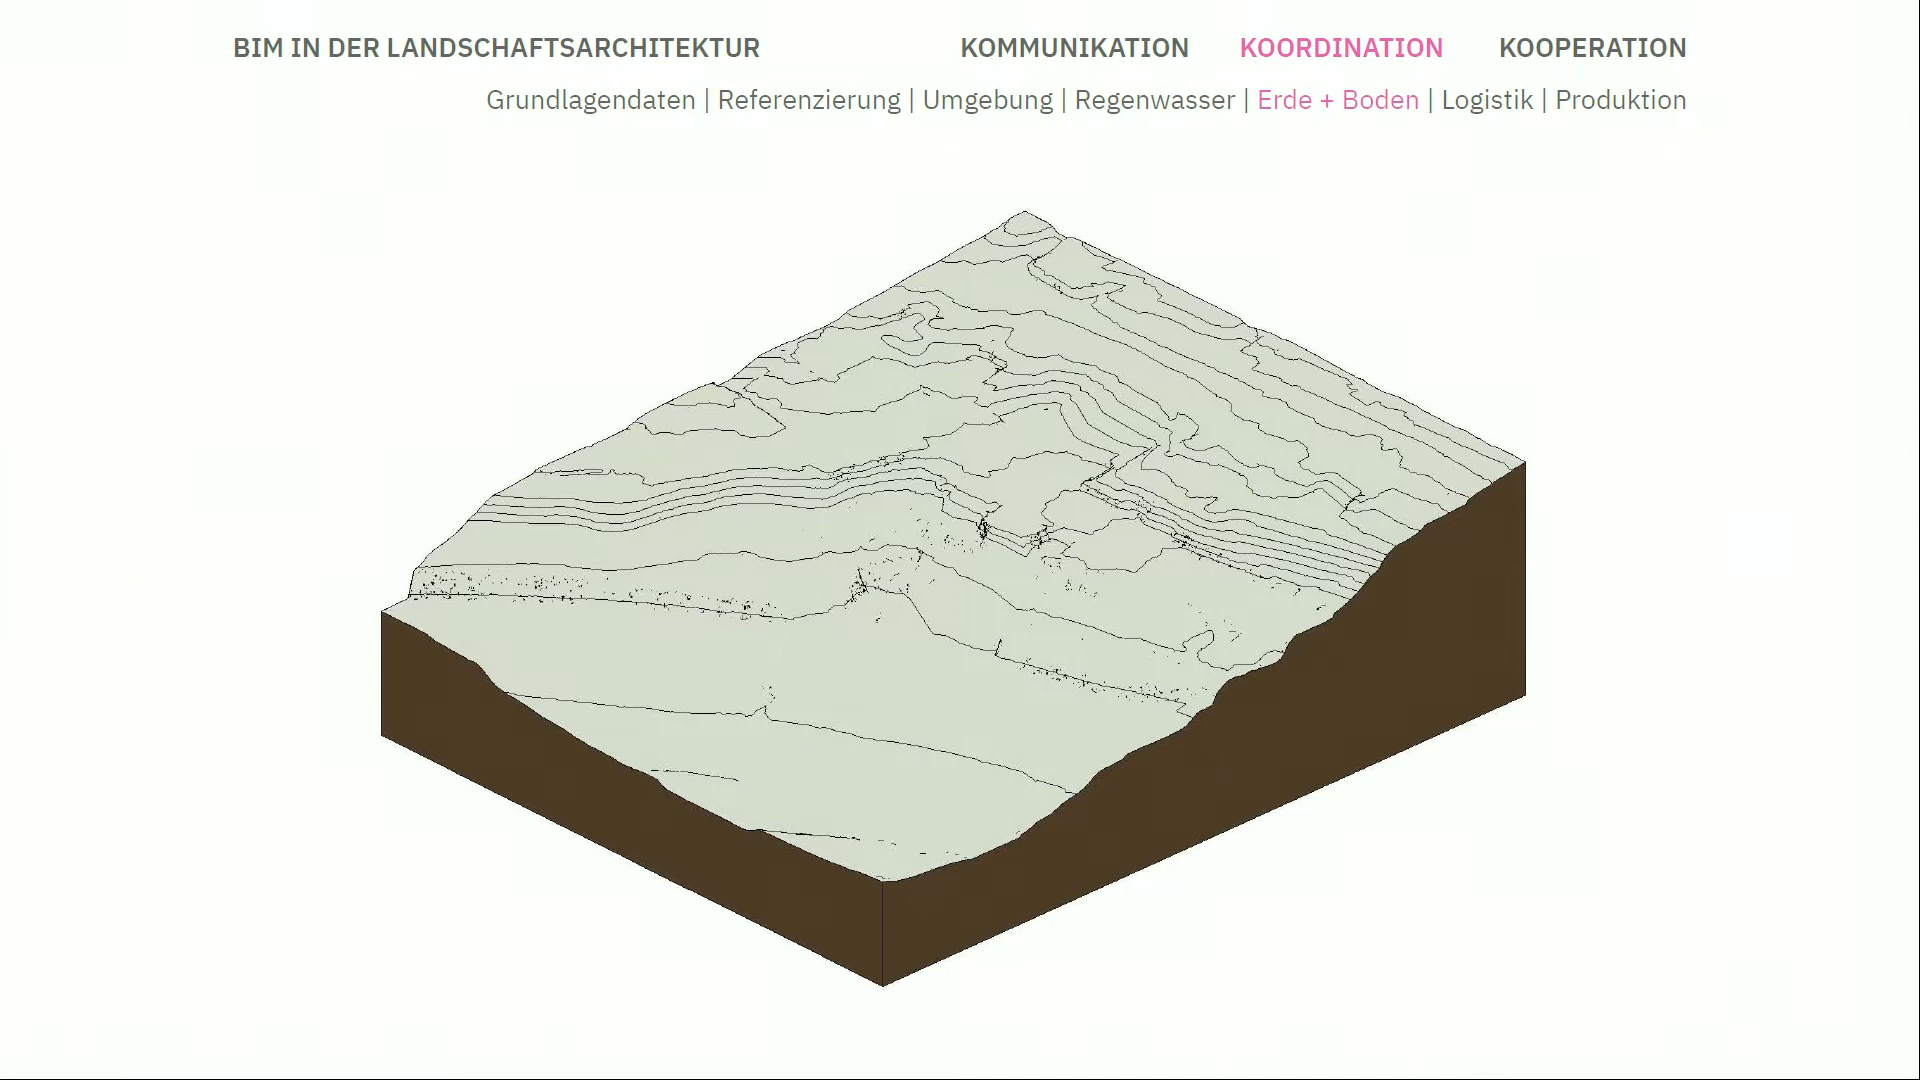 BIM IN DER LANDSCHAFTSARCHITEKTUR KOMMUNIKATION KOORDINATION KOOPERATION
Grundlagendaten | Referenzierung | Umgebung | Regenwasser | Erde + Boden | Logistik | Produktion